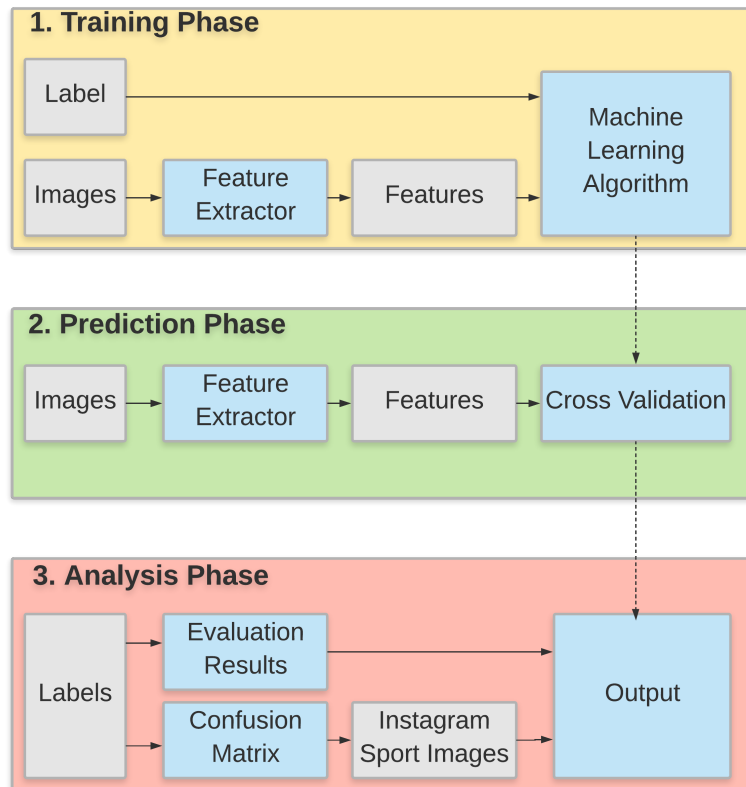 1. Training Phase
Label
Machine
Learning
Algorithm
Images
Feature
Extractor
Features
2. Prediction Phase
Images
Feature
Extractor
Features
Cross Validation
3. Analysis Phase
Labels
Evaluation
Results
Confusion
Matrix
Instagram
Sport Images
Output